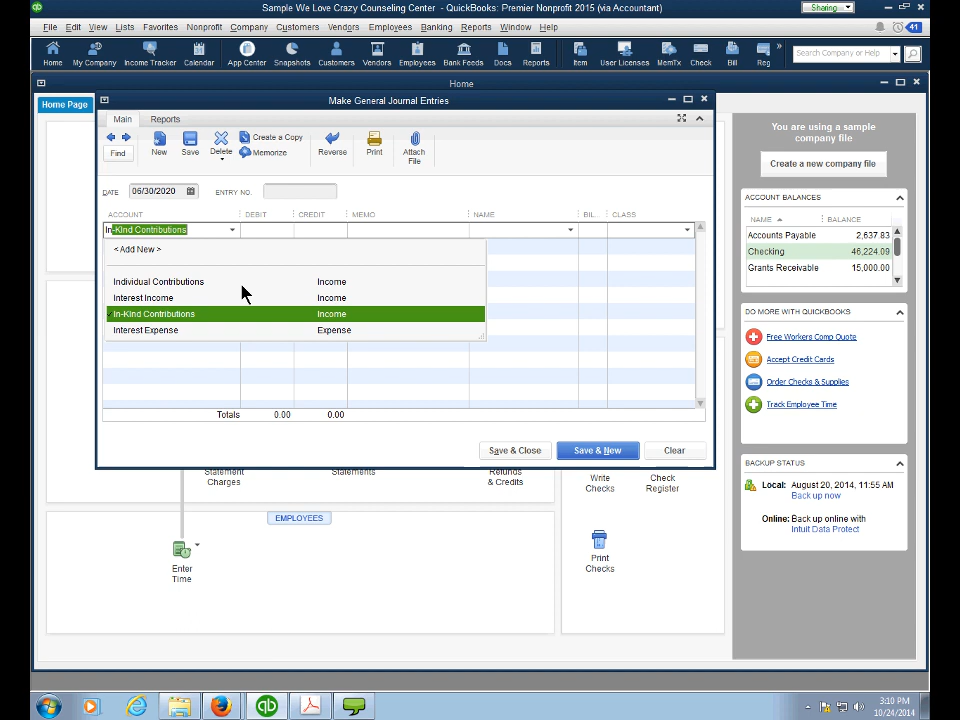 Sample We Love Crazy Counseling Center - QuickBooks: Premier Nonprofit 2015 (via Accountant)
Sharing
File Edit View Lists Favorites Nonprofit Company Customers Vendors Employees Banking Reports Window Help
41
Home My Company Income Tracker Calendar App Center Snapshots Customers Vendors Employees Bank Feeds Docs Reports Item User Licenses MemTx Check Bill Reg
Search Company or Help
Home
Home Page
Make General Journal Entries
Main Reports
Find New Save Delete Create a Copy
Memorize
Reverse Print Attach
File
DATE 06/30/2020 ENTRY NO.
ACCOUNT DEBIT CREDIT MEMO NAME BIL... CLASS
In-Kind Contributions
< Add New >
Individual Contributions Income
Interest Income Income
✓ In-Kind Contributions Income
Interest Expense Expense
Totals 0.00 0.00
Save & Close Save & New Clear
Statement
Charges
Statements
Refunds
& Credits
Write
Checks
Check
Register
EMPLOYEES
Enter
Time
Print
Checks
You are using a sample
company file
Create a new company file
ACCOUNT BALANCES
NAME BALANCE
Accounts Payable 2,637.83
Checking 46,224.09
Grants Receivable 15,000.00
DO MORE WITH QUICKBOOKS
Free Workers Comp Quote
Accept Credit Cards
Order Checks & Supplies
Track Employee Time
BACKUP STATUS
Local: August 20, 2014, 11:55 AM
Back up now
Online: Back up online with
Intuit Data Protect
qb
3:10 PM
10/24/2014